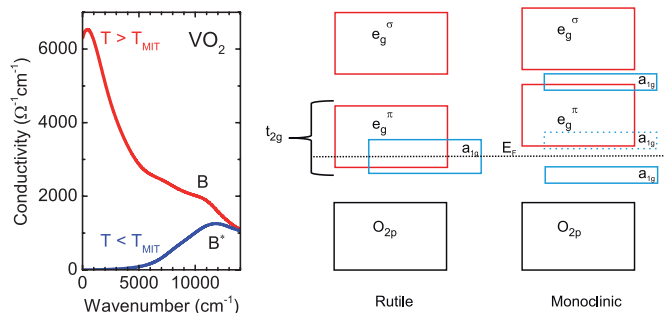 T > T_MIT
VO₂
B
T < T_MIT
B*
6000
4000
2000
0
Conductivity (Ω⁻¹cm⁻¹)
0
5000
10000
Wavenumber (cm⁻¹)
e_g^σ
t_2g
e_g^π
a_1g
O_2p
Rutile
E_F
e_g^σ
a_1g
e_g^π
a_1g
a_1g
O_2p
Monoclinic